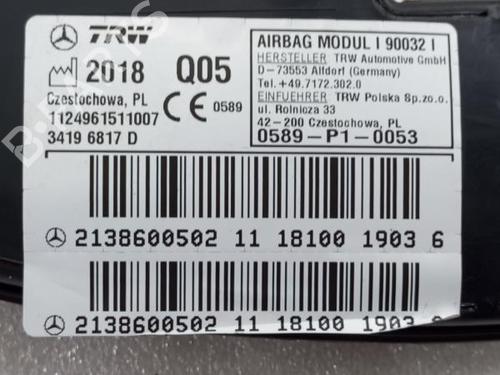 TRW
2018 Q05
Czestochowa, PL
0589
1124961511007
3419 6817 D
AIRBAG MODUL I 90032 I
HERSTELLER TRW Automotive GmbH
D-73553 Alldorf (Germany)
Tel.+49.7172.302.0
EINFUEHRER TRW Polska Sp.zo.o.
ul. Rolnicza 33
42-200 Czestochowa, PL
0589-P1-0053
2138600502 11 18100 1903 6
2138600502 11 18100 1903